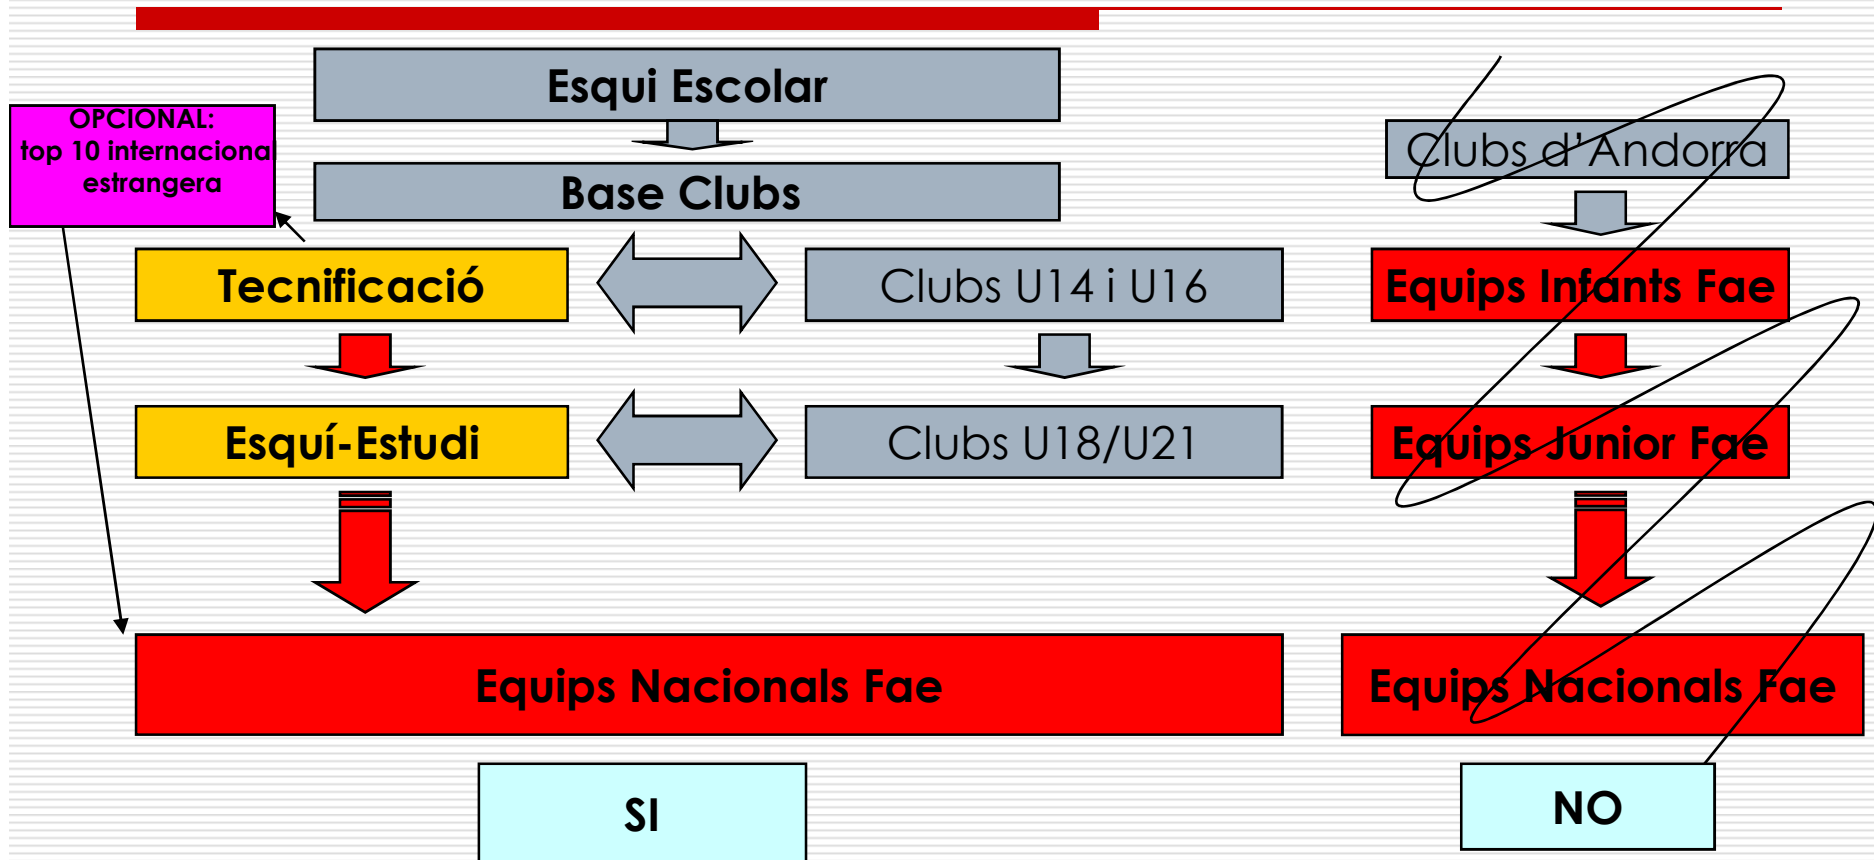 Esqui Escolar
OPCIONAL:
top 10 internacional
estrangera
Clubs d’Andorra
Base Clubs
Tecnificació
Clubs U14 i U16
Equips Infants Fae
Esquí-Estudi
Clubs U18/U21
Equips Junior Fae
Equips Nacionals Fae
Equips Nacionals Fae
SI
NO